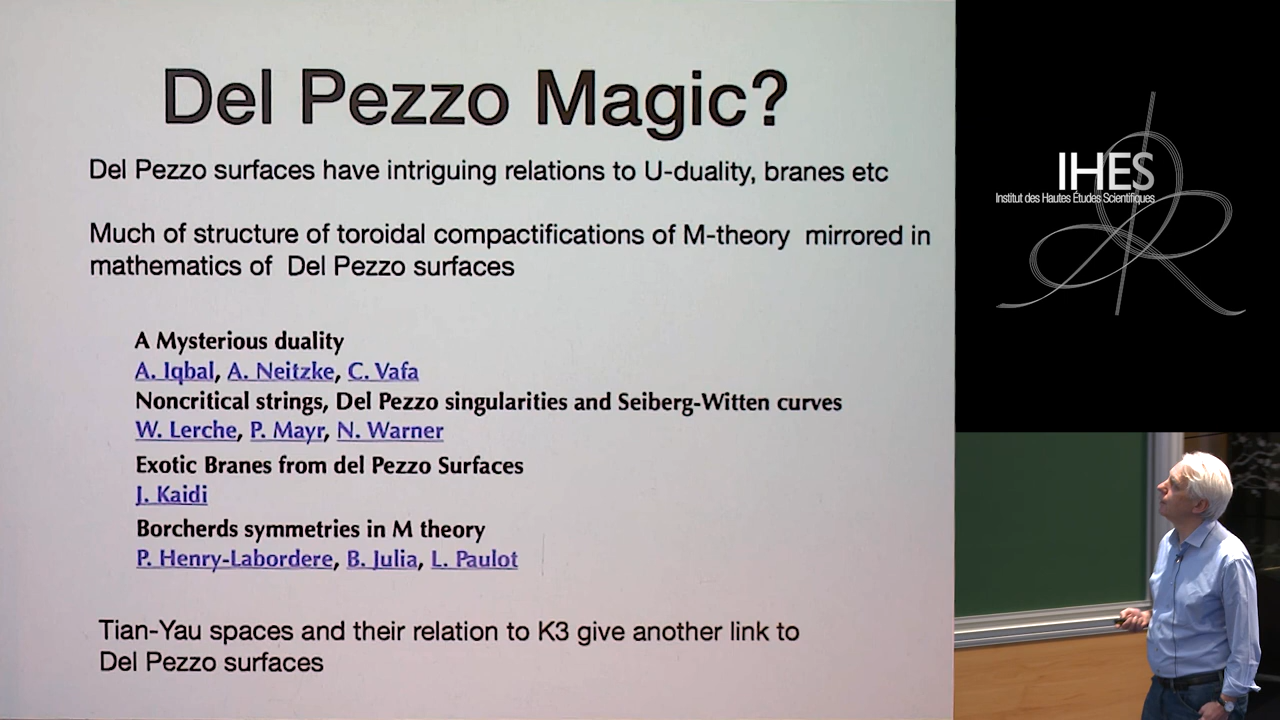 Del Pezzo Magic?
Del Pezzo surfaces have intriguing relations to U-duality, branes etc
Much of structure of toroidal compactifications of M-theory mirrored in
mathematics of Del Pezzo surfaces
A Mysterious duality
A. Iqbal, A. Neitzke, C. Vafa
Noncritical strings, Del Pezzo singularities and Seiberg-Witten curves
W. Lerche, P. Mayr, N. Warner
Exotic Branes from del Pezzo Surfaces
J. Kaidi
Borcherds symmetries in M theory
P. Henry-Labordere, B. Julia, L. Paulot
Tian-Yau spaces and their relation to K3 give another link to
Del Pezzo surfaces
IHES
Institut des Hautes Études Scientifiques